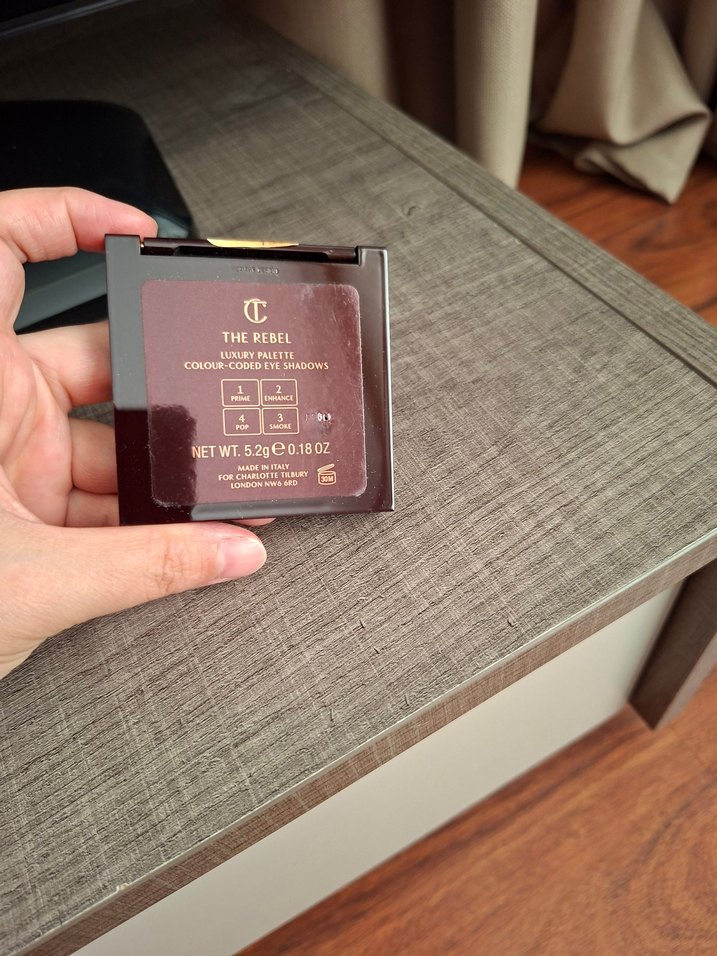 CT
THE REBEL
LUXURY PALETTE
COLOUR-CODED EYE SHADOWS
1 2
PRIME ENHANCE
4 3
POP SMOKE
NET WT. 5.2g ℮ 0.18 OZ
MADE IN ITALY
FOR CHARLOTTE TILBURY
LONDON NW6 6RD
30M